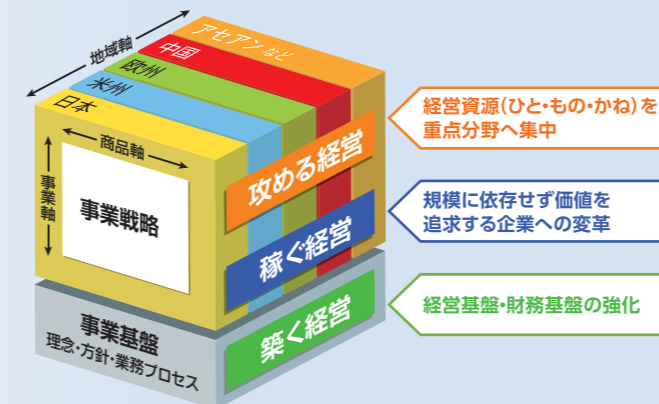 地域軸
アセアンなど
中国
欧州
米州
日本
商品軸
事業軸
事業戦略
攻める経営
稼ぐ経営
築く経営
事業基盤
理念・方針・業務プロセス
経営資源(ひと・もの・かね)を
重点分野へ集中
規模に依存せず価値を
追求する企業への変革
経営基盤・財務基盤の強化